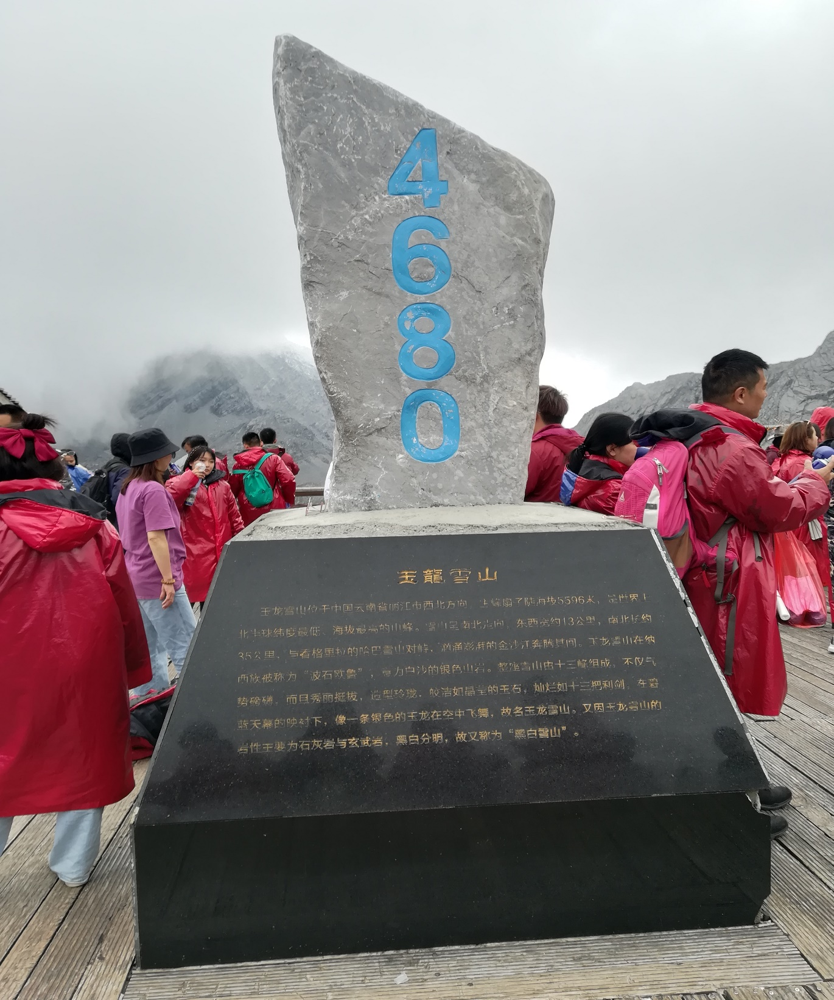 4
6
8
0
玉龍雪山
玉龙雪山位于中国云南省丽江市西北方向，主峰扇子陡海拔5596米，是世界上
北半球纬度最低、海拔最高的山峰。雪山呈南北走向，东西宽约13公里，南北长约
35公里，与香格里拉的哈巴雪山对峙，汹涌澎湃的金沙江奔腾其间。玉龙雪山在纳
西族被称为“波石欧鲁”，意为白沙的银色山岩。整座雪山由十三峰组成，不仅气
势磅礴，而且秀丽挺拔，造型玲珑，皎洁如晶莹的玉石，灿烂如十三把利剑，在碧
蓝天幕的映衬下，像一条银色的玉龙在空中飞舞，故名玉龙雪山。又因玉龙雪山的
岩性主要为石灰岩与玄武岩，黑白分明，故又称为“黑白雪山”。